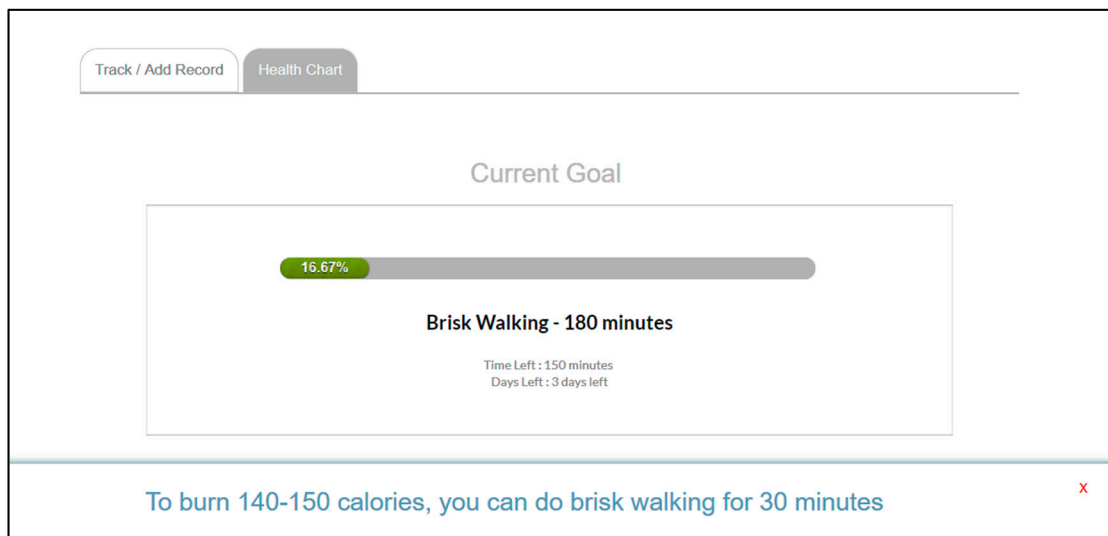 Track / Add Record
Health Chart
Current Goal
16.67%
Brisk Walking - 180 minutes
Time Left : 150 minutes
Days Left : 3 days left
To burn 140-150 calories, you can do brisk walking for 30 minutes
x